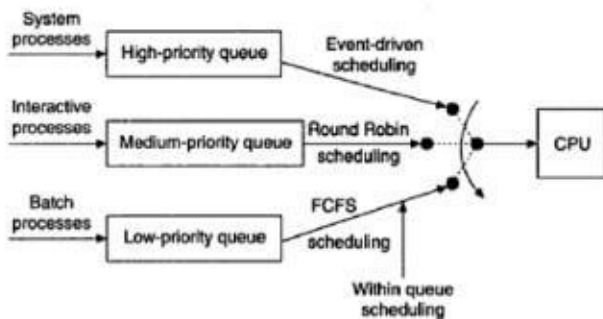 System
processes
High-priority queue
Event-driven
scheduling
Interactive
processes
Medium-priority queue
Round Robin
scheduling
CPU
Batch
processes
Low-priority queue
FCFS
scheduling
Within queue
scheduling